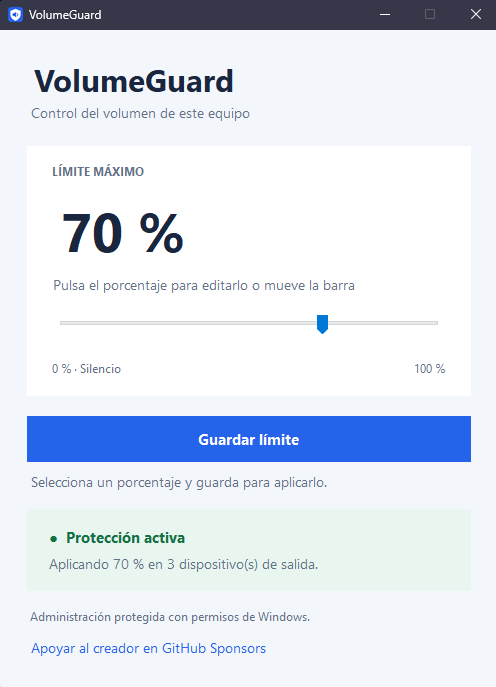 VolumeGuard
VolumeGuard
Control del volumen de este equipo
LÍMITE MÁXIMO
70 %
Pulsa el porcentaje para editarlo o mueve la barra
0 % · Silencio
100 %
Guardar límite
Selecciona un porcentaje y guarda para aplicarlo.
● Protección activa
Aplicando 70 % en 3 dispositivo(s) de salida.
Administración protegida con permisos de Windows.
Apoyar al creador en GitHub Sponsors